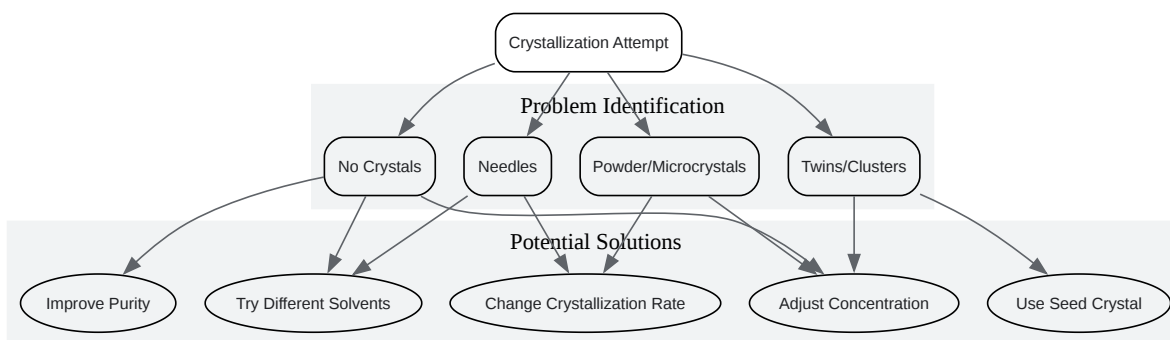 Crystallization Attempt
Problem Identification
No Crystals
Needles
Powder/Microcrystals
Twins/Clusters
Potential Solutions
Improve Purity
Try Different Solvents
Change Crystallization Rate
Adjust Concentration
Use Seed Crystal